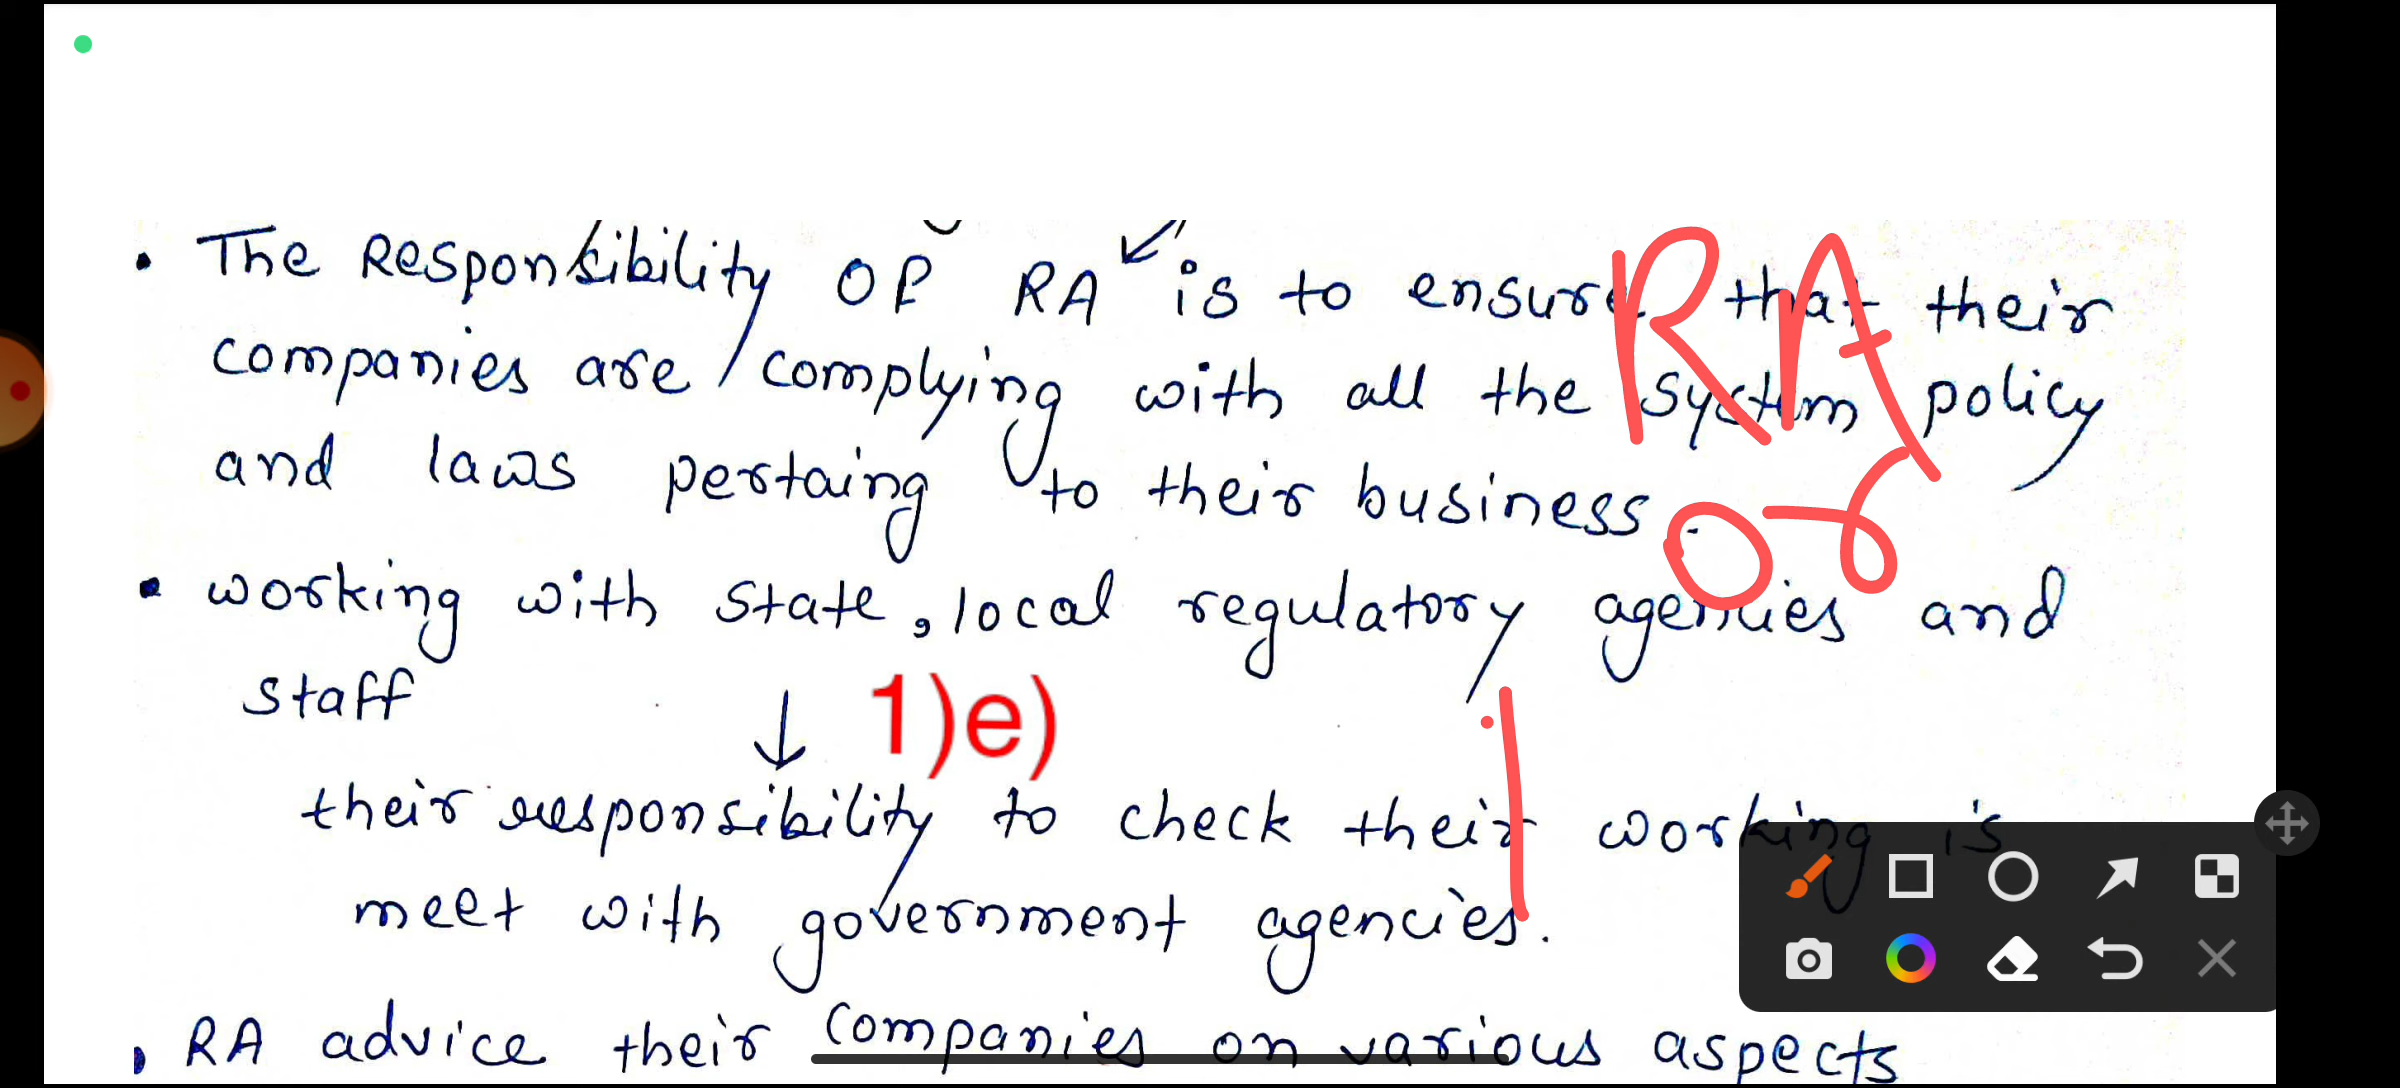 • The Responsibility OF RA is to ensure that their
companies are complying with all the system policy
and laws pertaing to their business.
RA
or
• working with state, local regulatory agencies and
staff
↓ 1)e)
their responsibility to check their working is
meet with government agencies.
• RA advice their companies on various aspects